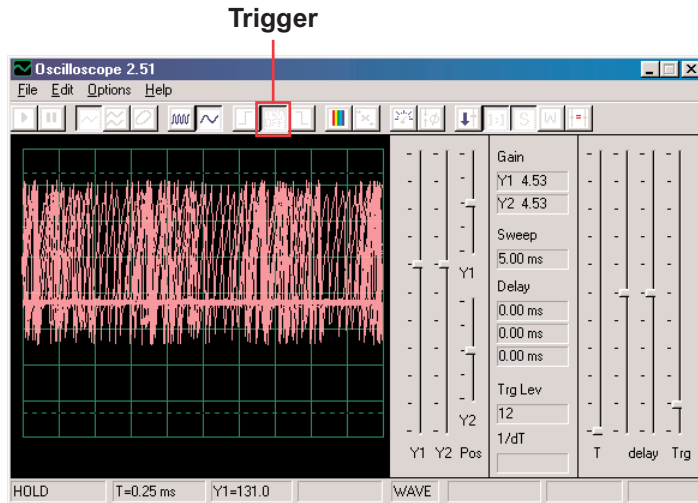 Trigger
Oscilloscope 2.51
File Edit Options Help
1:1 S W
Gain
Y1 4.53
Y2 4.53
Sweep
5.00 ms
Delay
0.00 ms
0.00 ms
0.00 ms
Trg Lev
12
1/dT
Y1
Y2
Y1 Y2 Pos
T delay Trg
HOLD T=0.25 ms Y1=131.0 WAVE